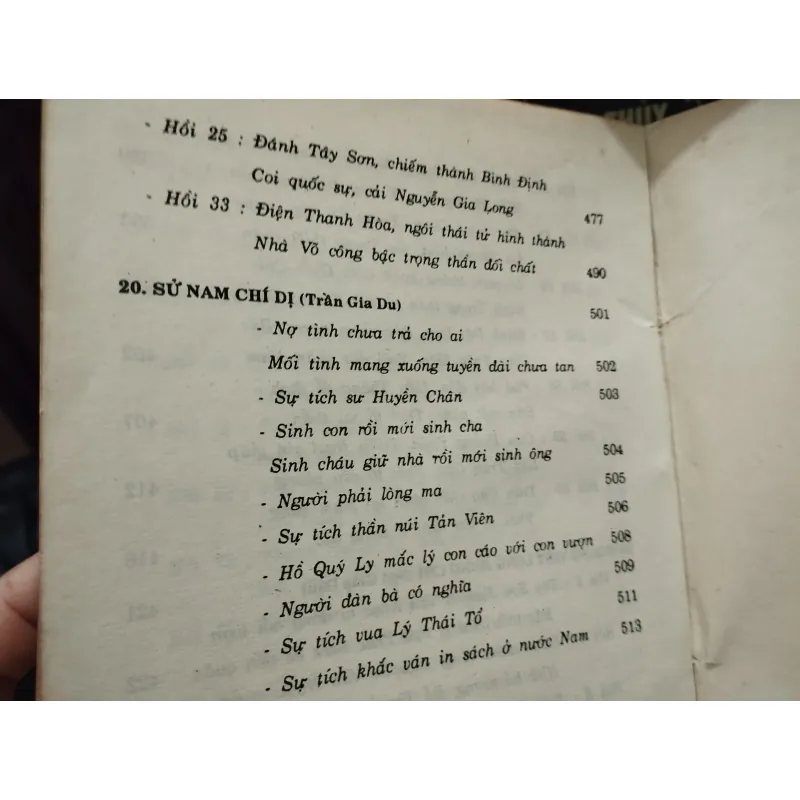 THỦY
- Hồi 25 : Đánh Tây Sơn, chiếm thành Bình Định
Coi quốc sự, cải Nguyễn Gia Long 477
- Hồi 33 : Điện Thanh Hòa, ngôi thái tử hình thành
Nhà Võ công bậc trọng thần đối chất 490
20. SỬ NAM CHÍ DỊ (Trần Gia Du) 501
- Nợ tình chưa trả cho ai
Mối tình mang xuống tuyền đài chưa tan 502
- Sự tích sư Huyền Chân 503
- Sinh con rồi mới sinh cha
Sinh cháu giữ nhà rồi mới sinh ông 504
- Người phải lòng ma 505
- Sự tích thần núi Tản Viên 506
- Hồ Quý Ly mắc lý con cáo với con vượn 508
- Người đàn bà có nghĩa 509
- Sự tích vua Lý Thái Tổ 511
- Sự tích khắc ván in sách ở nước Nam 513